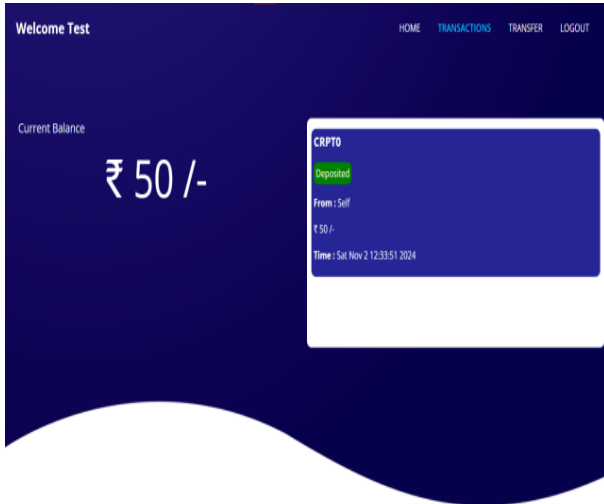 Welcome Test
HOME TRANSACTIONS TRANSFER LOGOUT
Current Balance
₹ 50 /-
CRPT0
Deposited
From : Self
₹ 50 /-
Time : Sat Nov 2 12:33:51 2024